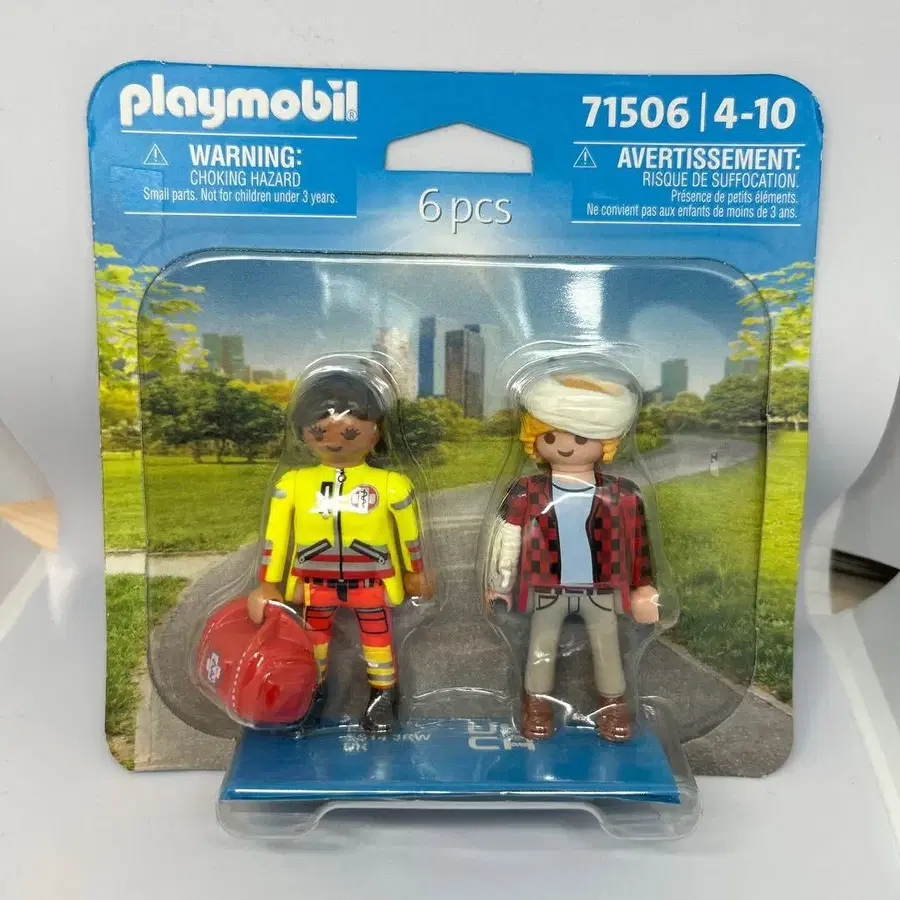 playmobil®
71506 | 4-10
WARNING:
CHOKING HAZARD
Small parts. Not for children under 3 years.
AVERTISSEMENT:
RISQUE DE SUFFOCATION.
Présence de petits éléments.
Ne convient pas aux enfants de moins de 3 ans.
6 pcs